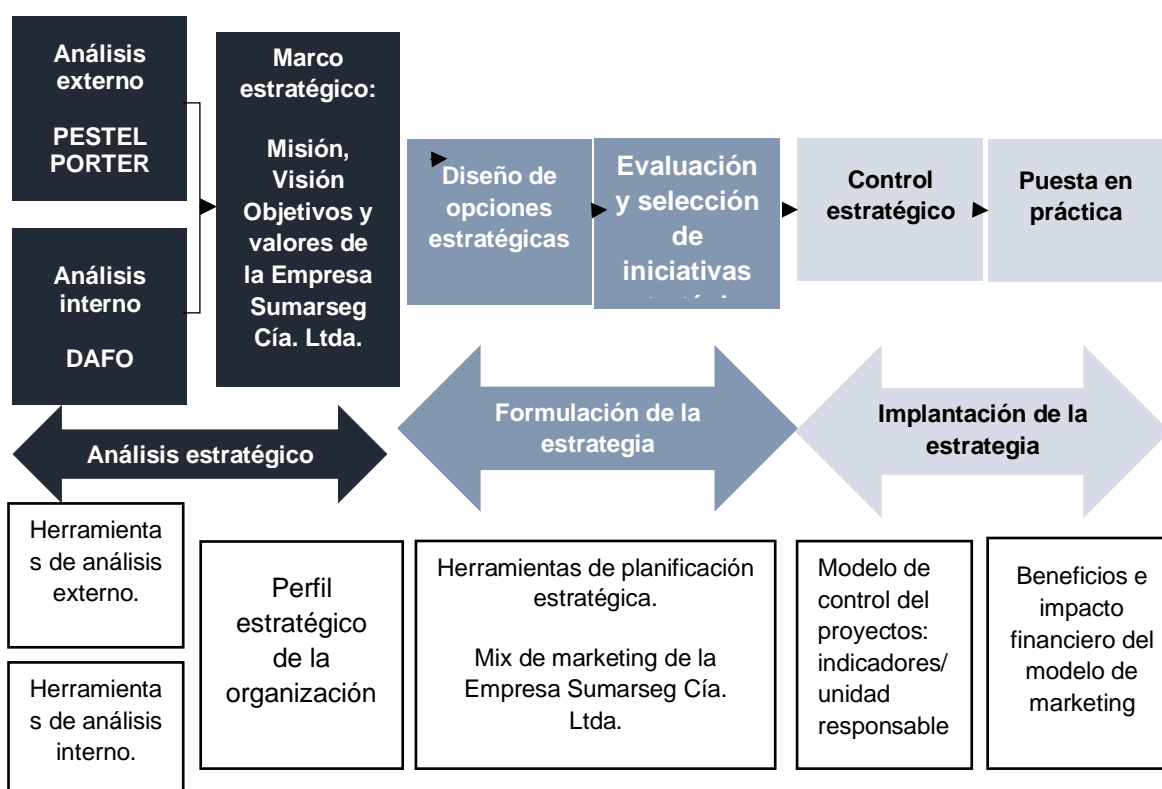 Análisis
externo
PESTEL
PORTER
Análisis
interno
DAFO
Marco
estratégico:
Misión,
Visión
Objetivos y
valores de
la Empresa
Sumarseg
Cía. Ltda.
Diseño de
opciones
estratégicas
Evaluación
y selección
de
iniciativas
Control
estratégico
Puesta en
práctica
Análisis estratégico
Formulación de la
estrategia
Implantación de la
estrategia
Herramienta
s de análisis
externo.
Herramienta
s de análisis
interno.
Perfil
estratégico
de la
organización
Herramientas de planificación
estratégica.
Mix de marketing de la
Empresa Sumarseg Cía.
Ltda.
Modelo de
control del
proyectos:
indicadores/
unidad
responsable
Beneficios e
impacto
financiero del
modelo de
marketing